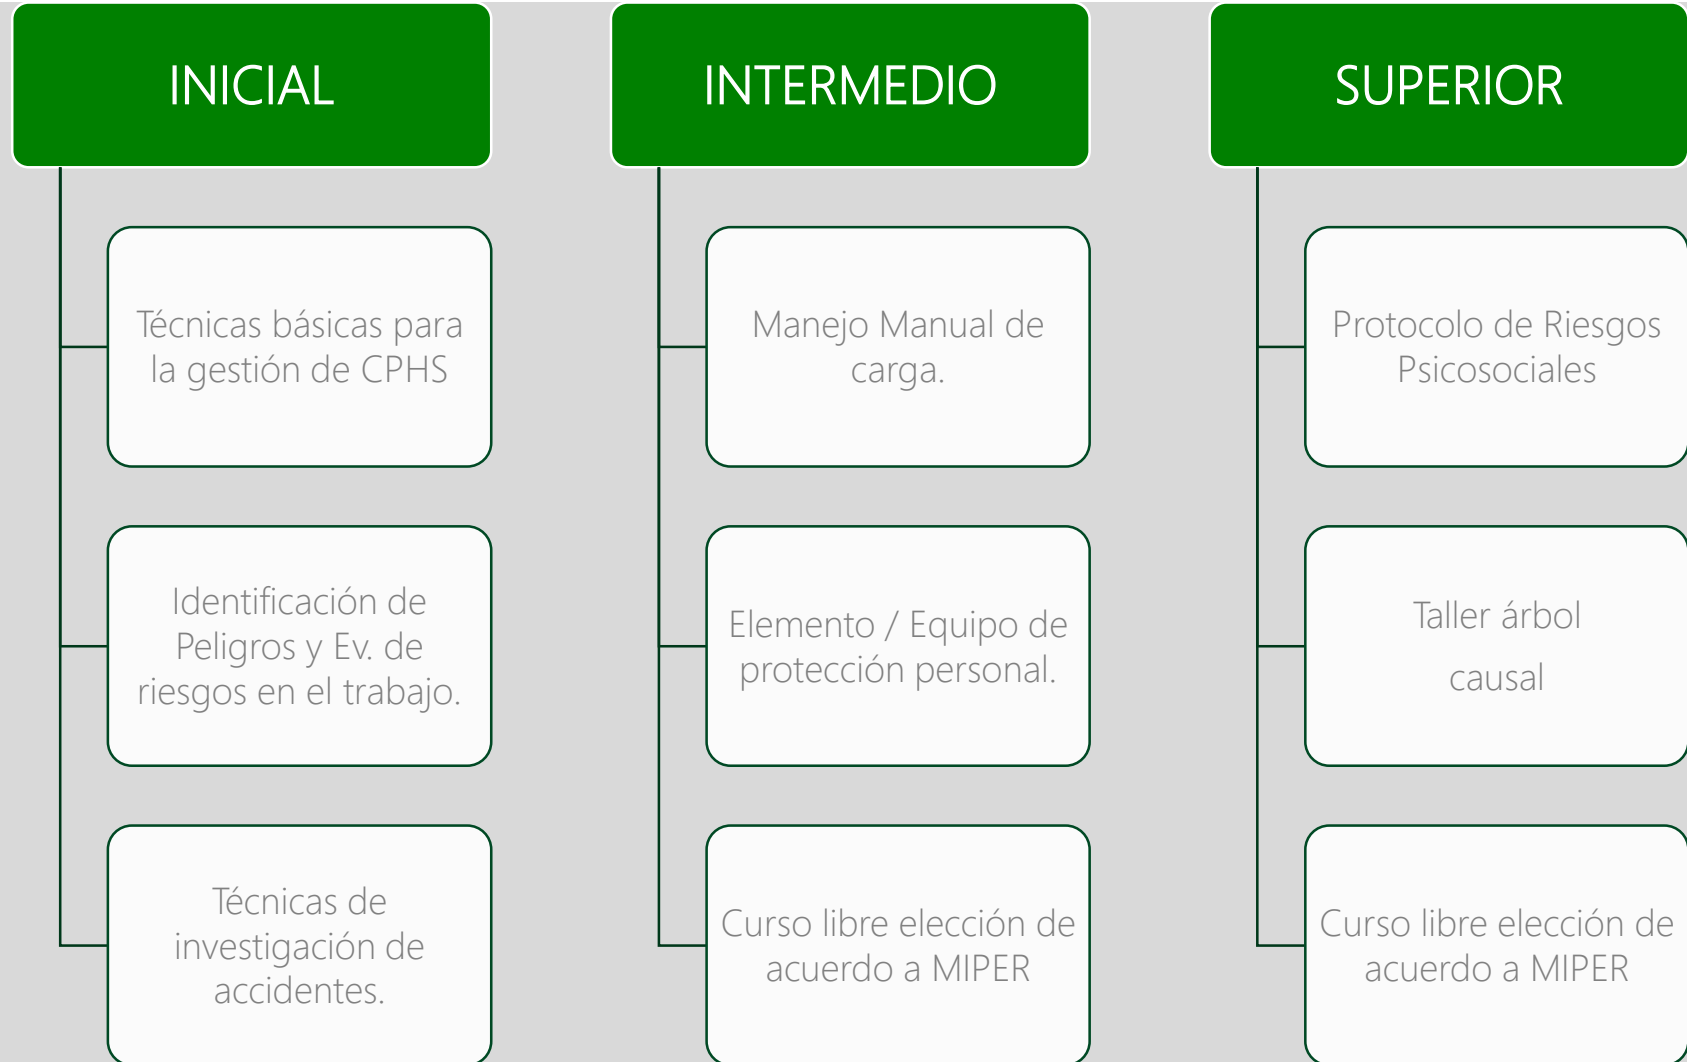 INICIAL
Técnicas básicas para
la gestión de CPHS
Identificación de
Peligros y Ev. de
riesgos en el trabajo.
Técnicas de
investigación de
accidentes.
INTERMEDIO
Manejo Manual de
carga.
Elemento / Equipo de
protección personal.
Curso libre elección de
acuerdo a MIPER
SUPERIOR
Protocolo de Riesgos
Psicosociales
Taller árbol
causal
Curso libre elección de
acuerdo a MIPER